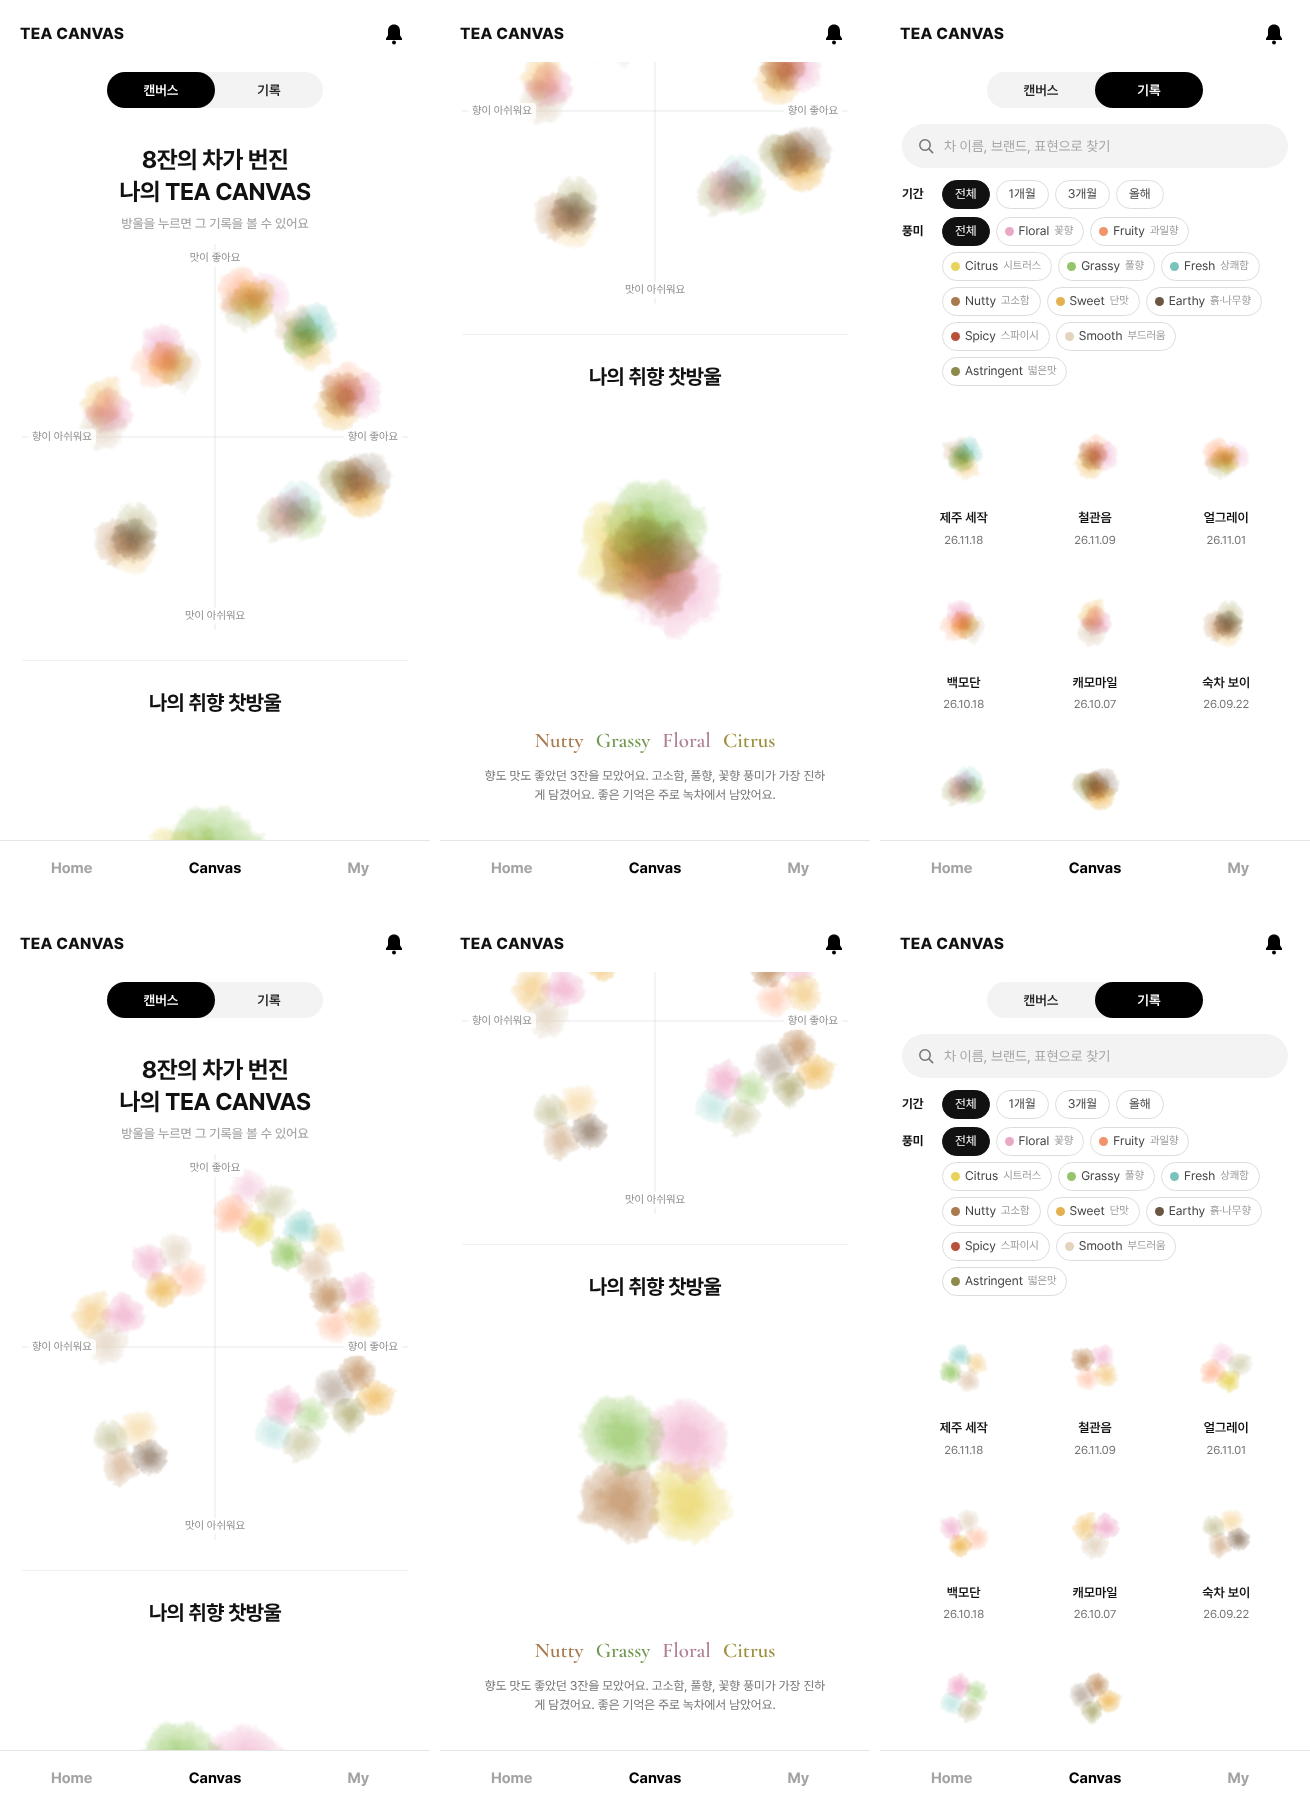 TEA CANVAS
캔버스 기록
8잔의 차가 번진
나의 TEA CANVAS
방울을 누르면 그 기록을 볼 수 있어요
맛이 좋아요
향이 아쉬워요 향이 좋아요
맛이 아쉬워요
나의 취향 찻방울
Home Canvas My
TEA CANVAS
향이 아쉬워요 향이 좋아요
맛이 아쉬워요
나의 취향 찻방울
Nutty Grassy Floral Citrus
향도 맛도 좋았던 3잔을 모았어요. 고소함, 풀향, 꽃향 풍미가 가장 진하
게 담겼어요. 좋은 기억은 주로 녹차에서 남았어요.
Home Canvas My
TEA CANVAS
캔버스 기록
차 이름, 브랜드, 표현으로 찾기
기간 전체 1개월 3개월 올해
풍미 전체 Floral 꽃향 Fruity 과일향
Citrus 시트러스 Grassy 풀향 Fresh 상쾌함
Nutty 고소함 Sweet 단맛 Earthy 흙·나무향
Spicy 스파이시 Smooth 부드러움
Astringent 떫은맛
제주 세작 철관음 얼그레이
26.11.18 26.11.09 26.11.01
백모단 캐모마일 숙차 보이
26.10.18 26.10.07 26.09.22
Home Canvas My
TEA CANVAS
캔버스 기록
8잔의 차가 번진
나의 TEA CANVAS
방울을 누르면 그 기록을 볼 수 있어요
맛이 좋아요
향이 아쉬워요 향이 좋아요
맛이 아쉬워요
나의 취향 찻방울
Home Canvas My
TEA CANVAS
향이 아쉬워요 향이 좋아요
맛이 아쉬워요
나의 취향 찻방울
Nutty Grassy Floral Citrus
향도 맛도 좋았던 3잔을 모았어요. 고소함, 풀향, 꽃향 풍미가 가장 진하
게 담겼어요. 좋은 기억은 주로 녹차에서 남았어요.
Home Canvas My
TEA CANVAS
캔버스 기록
차 이름, 브랜드, 표현으로 찾기
기간 전체 1개월 3개월 올해
풍미 전체 Floral 꽃향 Fruity 과일향
Citrus 시트러스 Grassy 풀향 Fresh 상쾌함
Nutty 고소함 Sweet 단맛 Earthy 흙·나무향
Spicy 스파이시 Smooth 부드러움
Astringent 떫은맛
제주 세작 철관음 얼그레이
26.11.18 26.11.09 26.11.01
백모단 캐모마일 숙차 보이
26.10.18 26.10.07 26.09.22
Home Canvas My